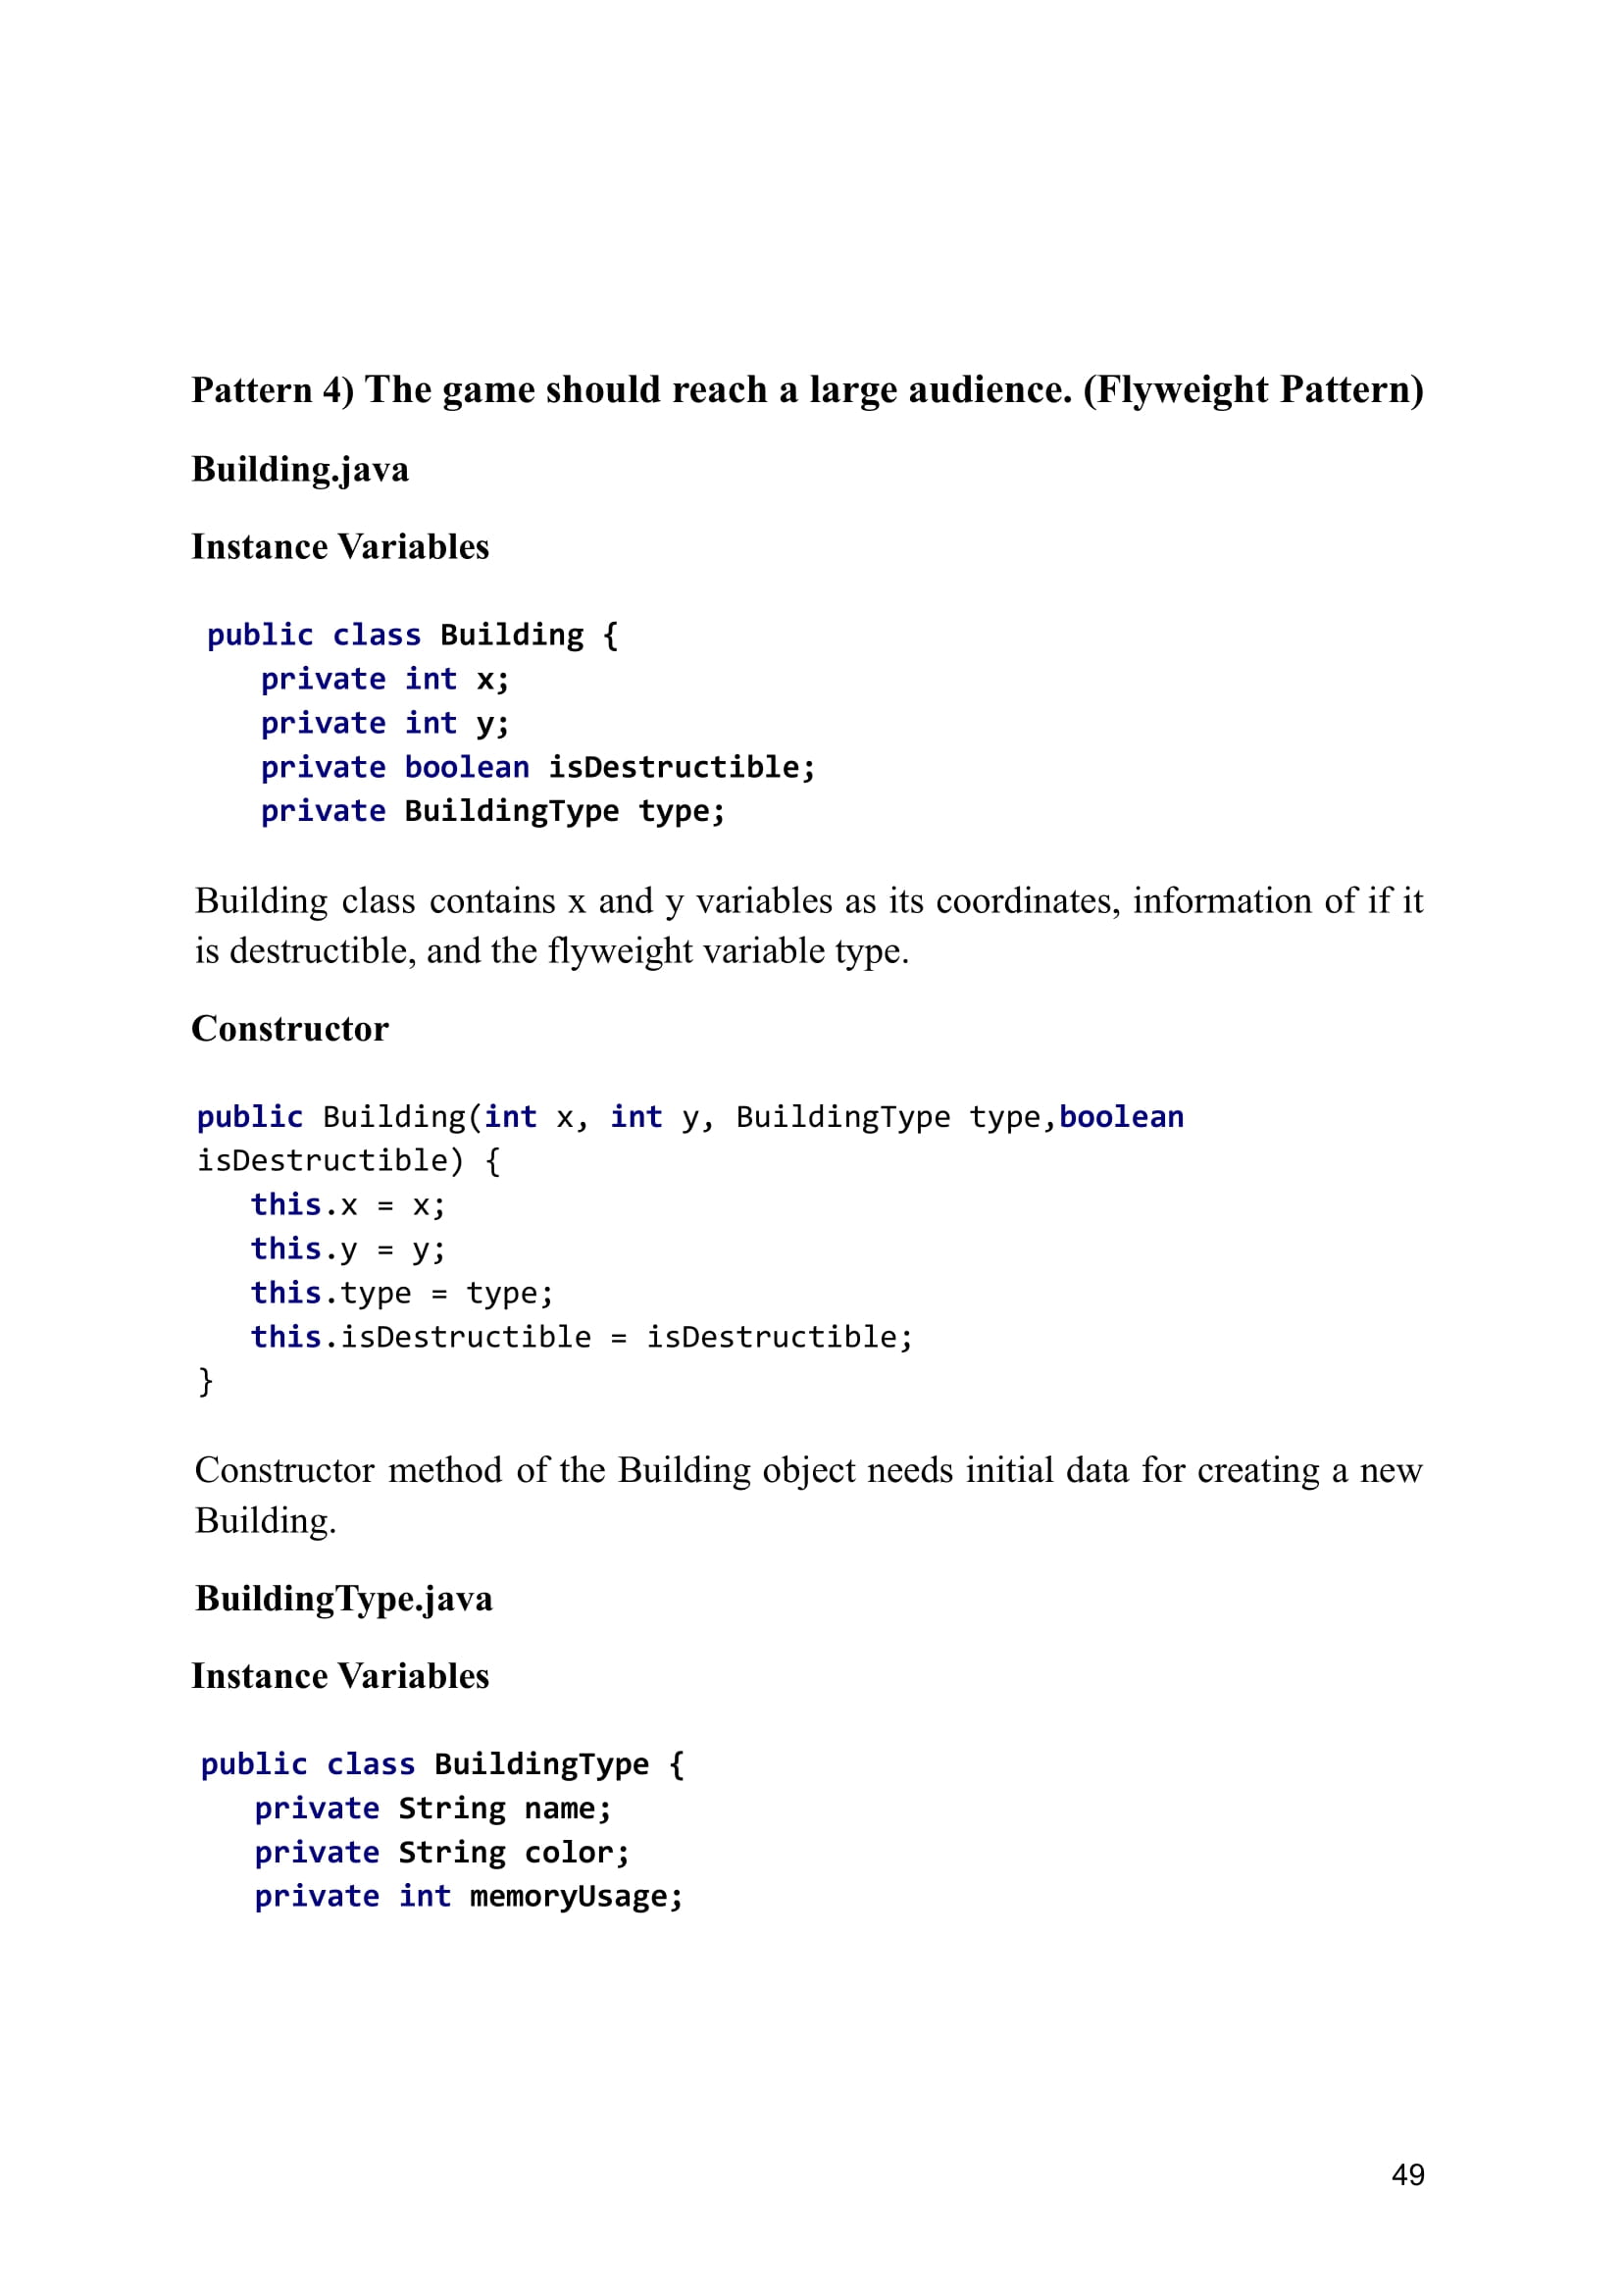 Pattern 4) The game should reach a large audience. (Flyweight Pattern)
Building.java
Instance Variables
public class Building {
private int x;
private int y;
private boolean isDestructible;
private BuildingType type;
Building class contains x and y variables as its coordinates, information of if it
is destructible, and the flyweight variable type.
Constructor
public Building(int x, int y, BuildingType type,boolean
isDestructible) {
this.x = x;
this.y = y;
this.type = type;
this.isDestructible = isDestructible;
}
Constructor method of the Building object needs initial data for creating a new
Building.
BuildingType.java
Instance Variables
public class BuildingType {
private String name;
private String color;
private int memoryUsage;
49